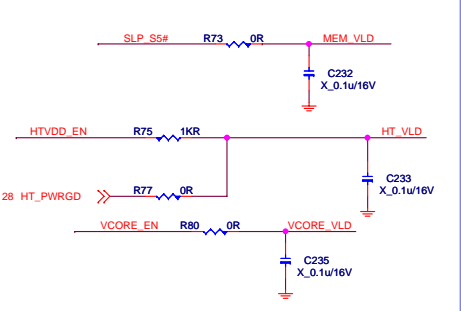 SLP_S5# R73 0R MEM_VLD
C232
X_0.1u/16V
HTVDD_EN R75 1KR HT_VLD
C233
X_0.1u/16V
28 HT_PWRGD R77 0R
VCORE_EN R80 0R VCORE_VLD
C235
X_0.1u/16V